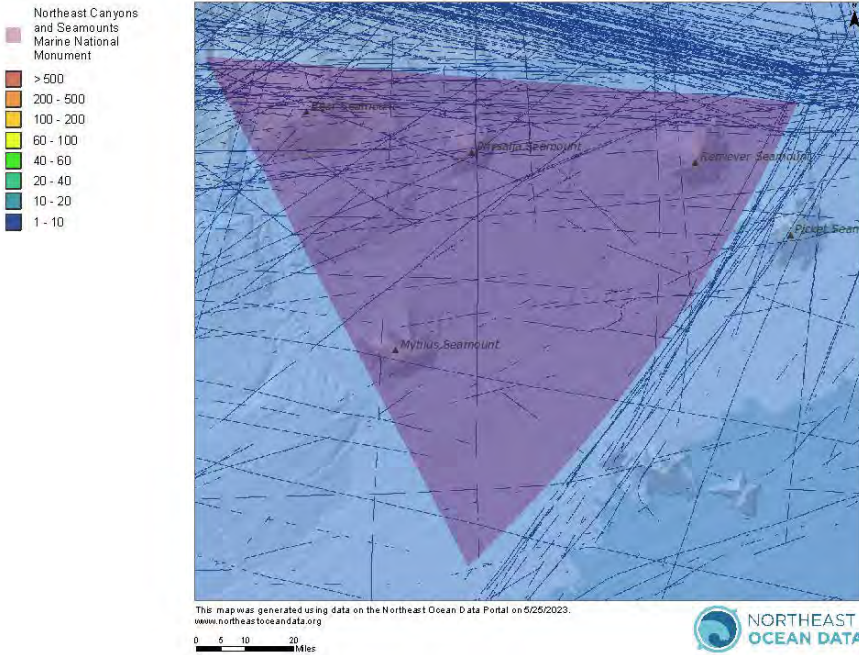 Northeast Canyons
and Seamounts
Marine National
Monument
> 500
200 - 500
100 - 200
60 - 100
40 - 60
20 - 40
10 - 20
1 - 10
Bear Seamount
Physalia Seamount
Retriever Seamount
Picket Seam
Mytilus Seamount
This map was generated using data on the Northeast Ocean Data Portal on 5/25/2023.
www.northeastoceandata.org
0 5 10 20
Miles
NORTHEAST
OCEAN DATA